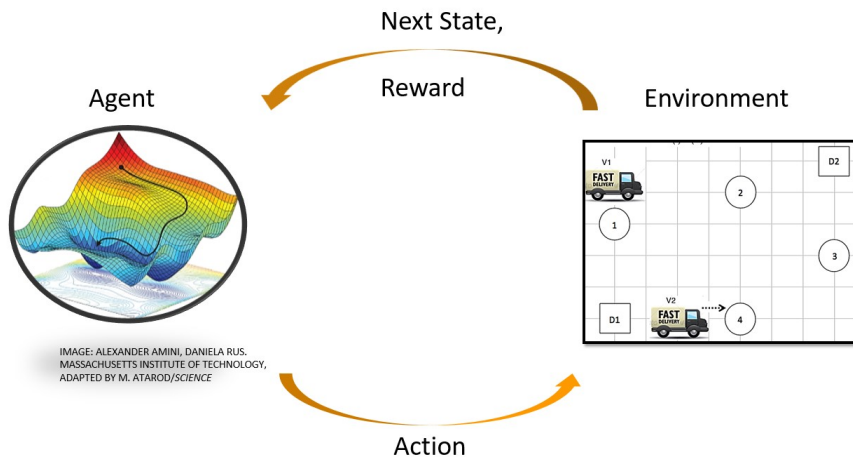 Next State,
Reward
Agent
Environment
V1
FAST
DELIVERY
D2
2
1
3
V2
D1
FAST
DELIVERY
4
IMAGE: ALEXANDER AMINI, DANIELA RUS.
MASSACHUSETTS INSTITUTE OF TECHNOLOGY,
ADAPTED BY M. ATAROD/SCIENCE
Action